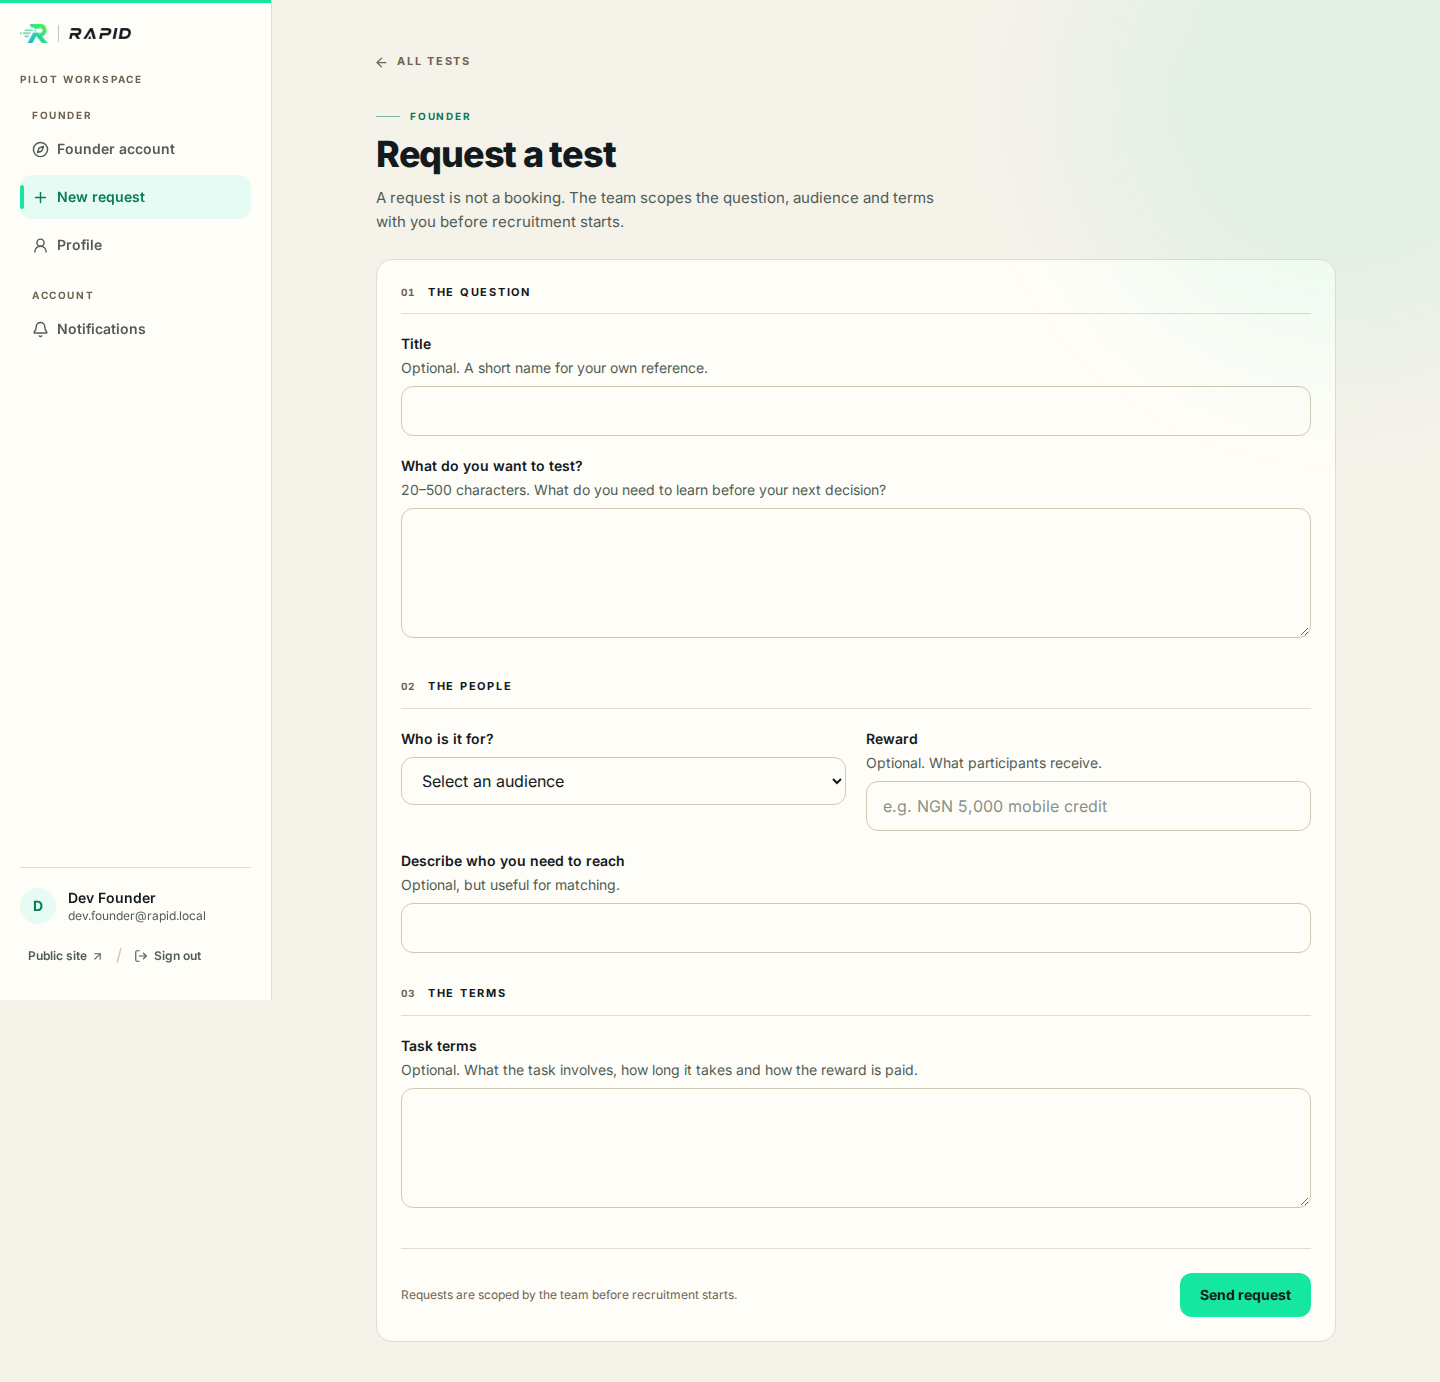 RAPID
PILOT WORKSPACE
FOUNDER
Founder account
New request
Profile
ACCOUNT
Notifications
D
Dev Founder
dev.founder@rapid.local
Public site / Sign out
ALL TESTS
FOUNDER
Request a test
A request is not a booking. The team scopes the question, audience and terms
with you before recruitment starts.
01 THE QUESTION
Title
Optional. A short name for your own reference.
What do you want to test?
20–500 characters. What do you need to learn before your next decision?
02 THE PEOPLE
Who is it for?
Select an audience
Reward
Optional. What participants receive.
e.g. NGN 5,000 mobile credit
Describe who you need to reach
Optional, but useful for matching.
03 THE TERMS
Task terms
Optional. What the task involves, how long it takes and how the reward is paid.
Requests are scoped by the team before recruitment starts.
Send request